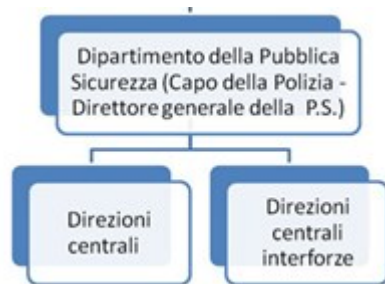 Dipartimento della Pubblica
Sicurezza (Capo della Polizia -
Direttore generale della P.S.)
Direzioni
centrali
Direzioni
centrali
interforze